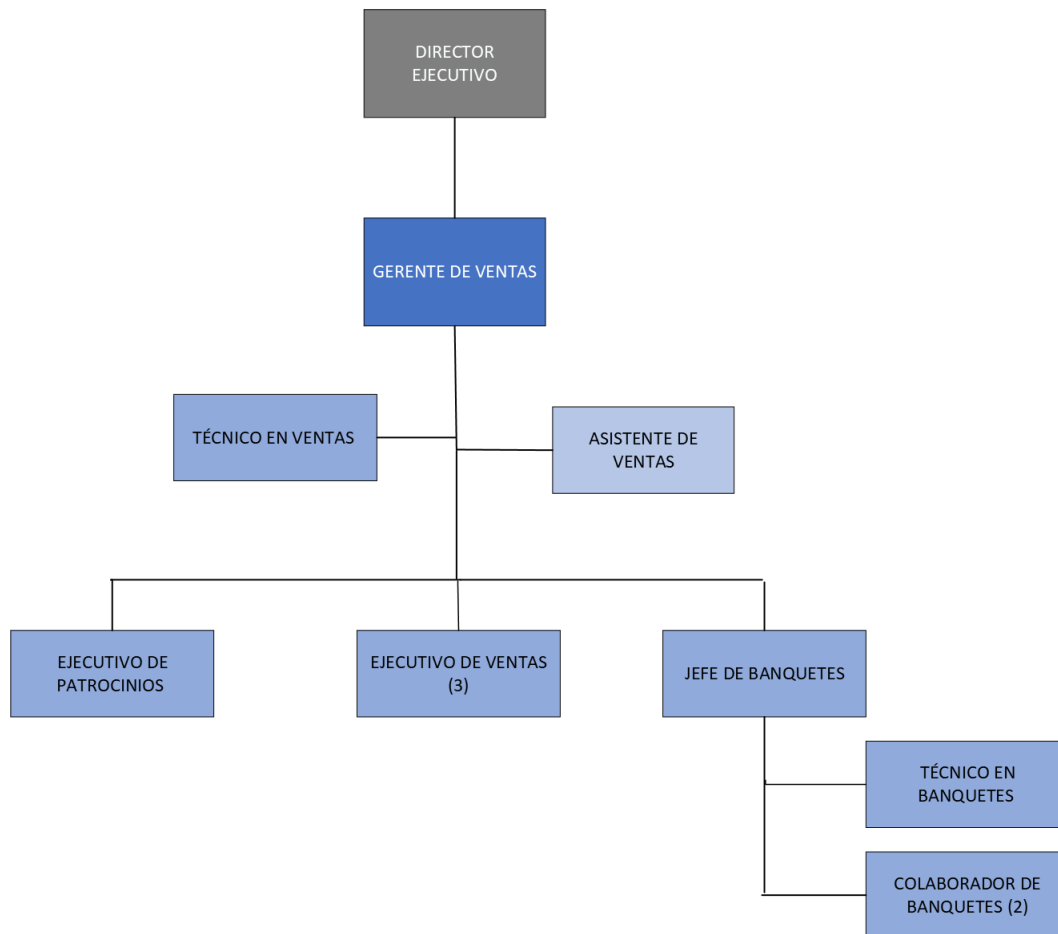 DIRECTOR
EJECUTIVO
GERENTE DE VENTAS
TÉCNICO EN VENTAS
ASISTENTE DE
VENTAS
EJECUTIVO DE
PATROCINIOS
EJECUTIVO DE VENTAS
(3)
JEFE DE BANQUETES
TÉCNICO EN
BANQUETES
COLABORADOR DE
BANQUETES (2)